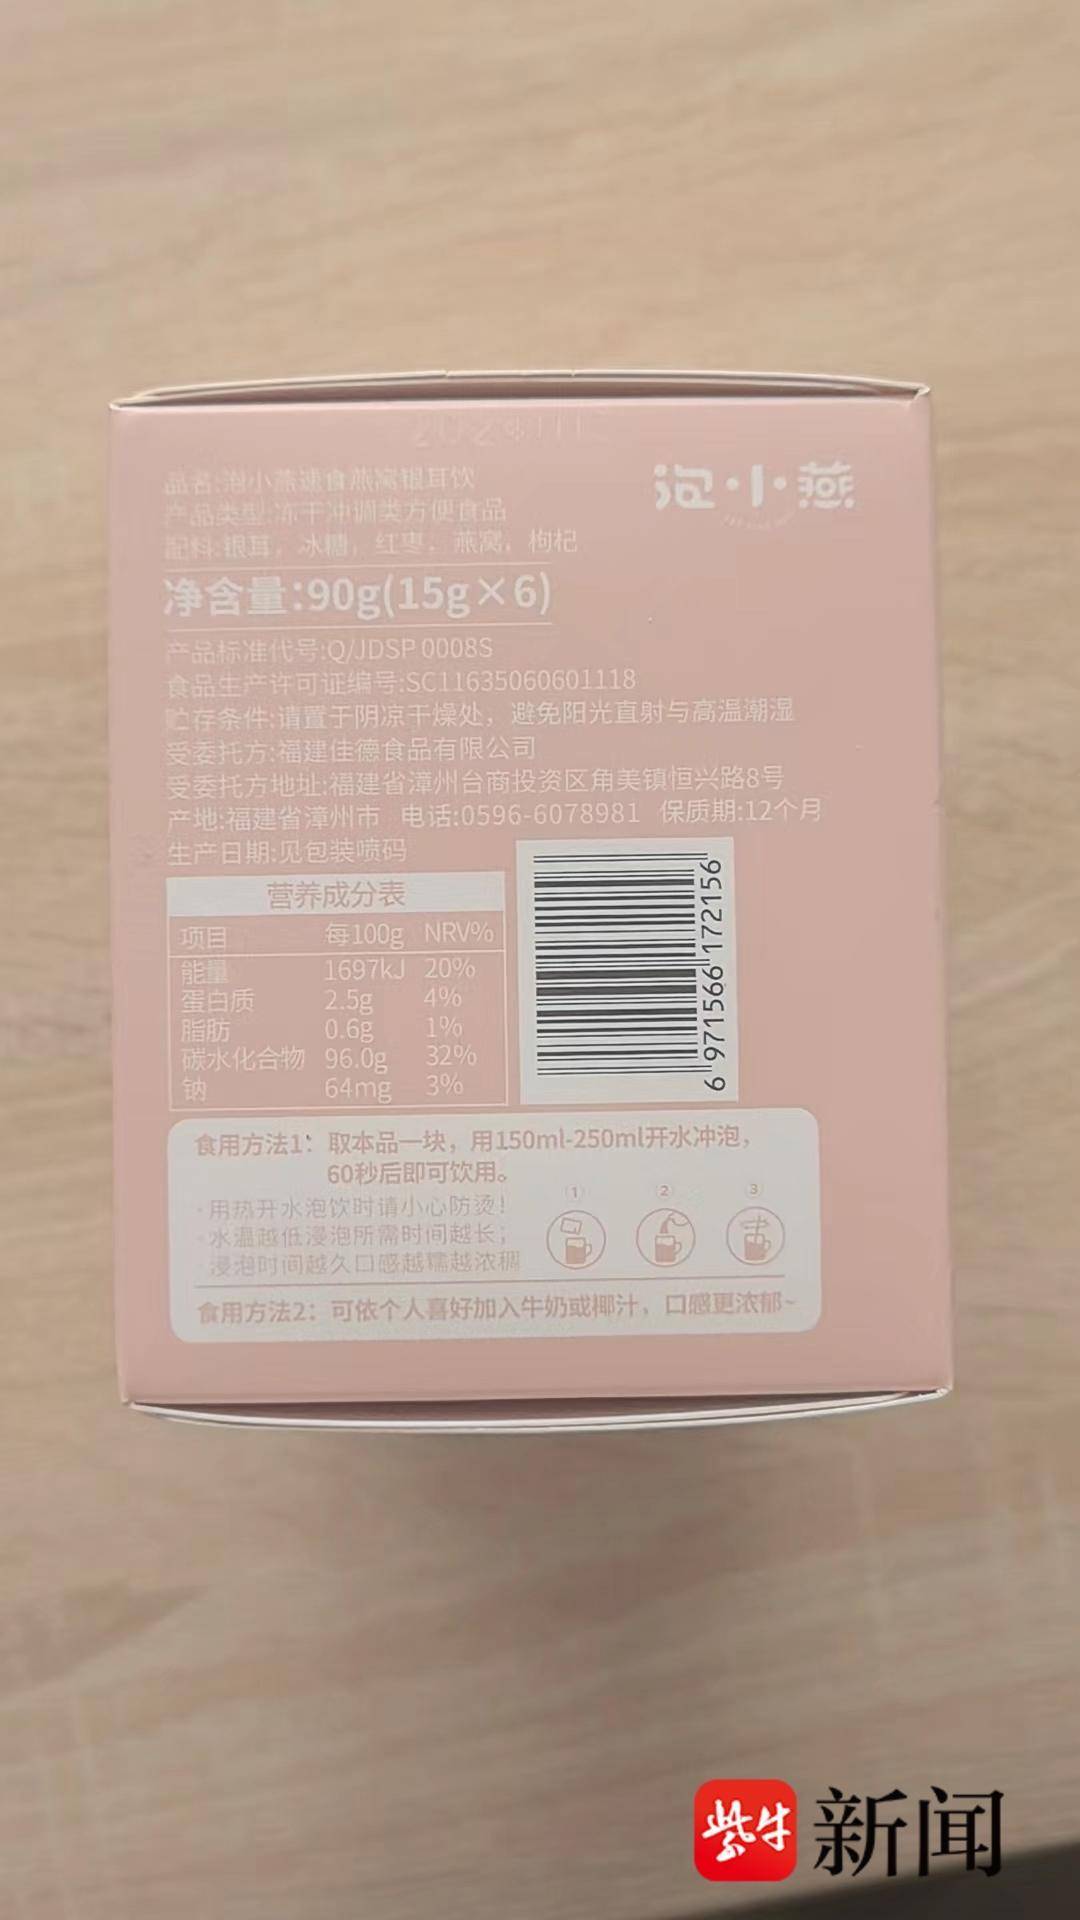 泡·小·燕
品名:泡小燕速食燕窝银耳饮
产品类型:冻干冲调类方便食品
配料:银耳，冰糖，红枣，燕窝，枸杞
净含量:90g(15g×6)
产品标准代号:Q/JDSP 0008S
食品生产许可证编号:SC11635060601118
贮存条件:请置于阴凉干燥处，避免阳光直射与高温潮湿
受委托方:福建佳德食品有限公司
受委托方地址:福建省漳州台商投资区角美镇恒兴路8号
产地:福建省漳州市 电话:0596-6078981 保质期:12个月
生产日期:见包装喷码
营养成分表
项目 每100g NRV%
能量 1697kJ 20%
蛋白质 2.5g 4%
脂肪 0.6g 1%
碳水化合物 96.0g 32%
钠 64mg 3%
6 971566 172156
食用方法1：取本品一块，用150ml-250ml开水冲泡，
60秒后即可饮用。
·用热开水泡饮时请小心防烫！
·水温越低浸泡所需时间越长；
·浸泡时间越久口感越糯越浓稠
① ② ③
食用方法2：可依个人喜好加入牛奶或椰汁，口感更浓郁~
紫牛 新闻